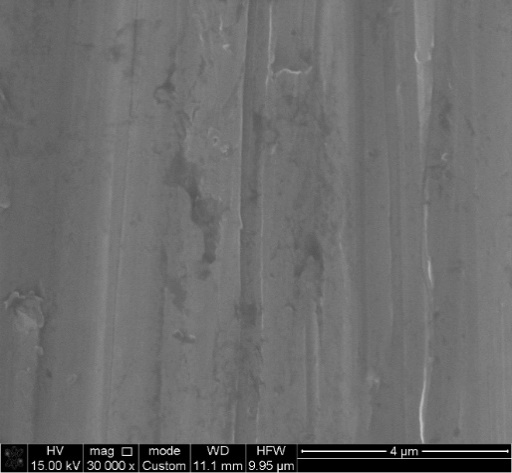 HV mag □ mode WD HFW
15.00 kV 30 000 x Custom 11.1 mm 9.95 µm
4 µm